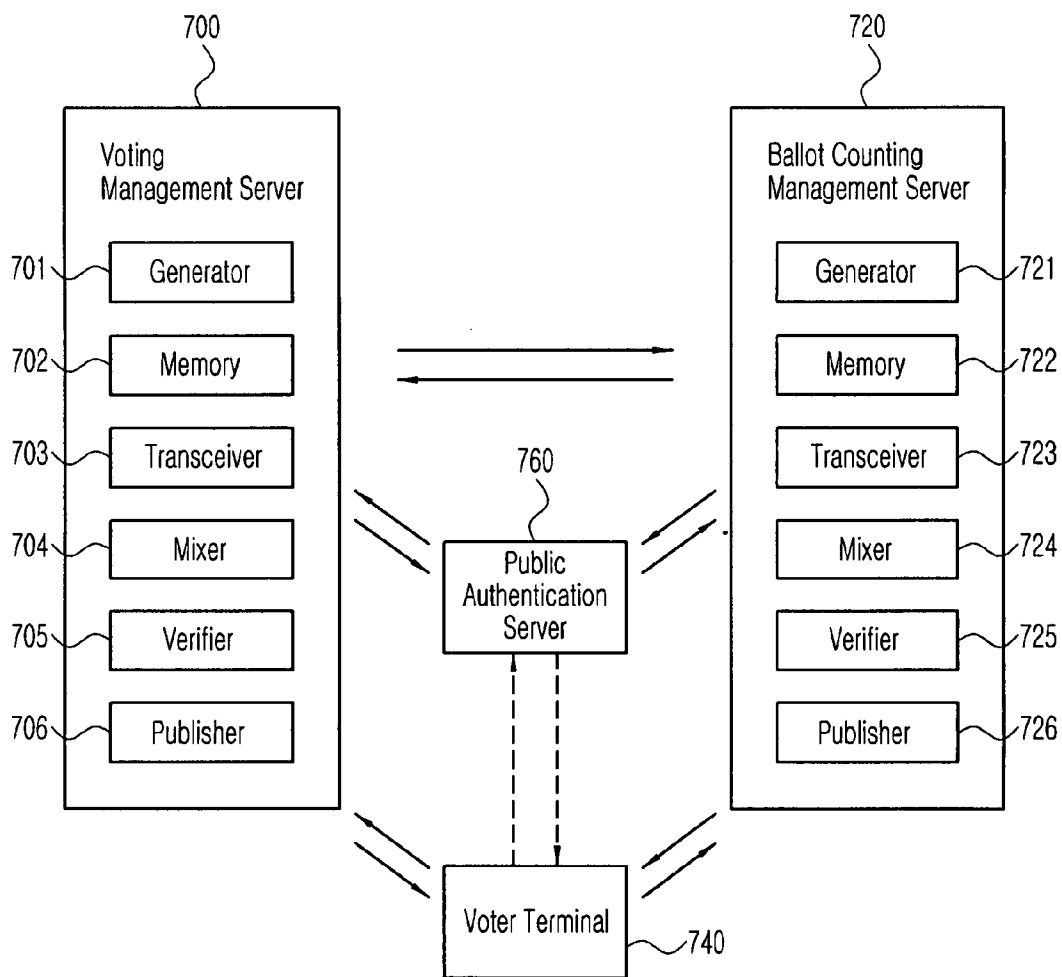 700
720
Voting
Management Server
Ballot Counting
Management Server
701
Generator
Generator
721
702
Memory
Memory
722
703
Transceiver
Transceiver
723
760
704
Mixer
Public
Authentication
Server
Mixer
724
705
Verifier
Verifier
725
706
Publisher
Publisher
726
Voter Terminal
740